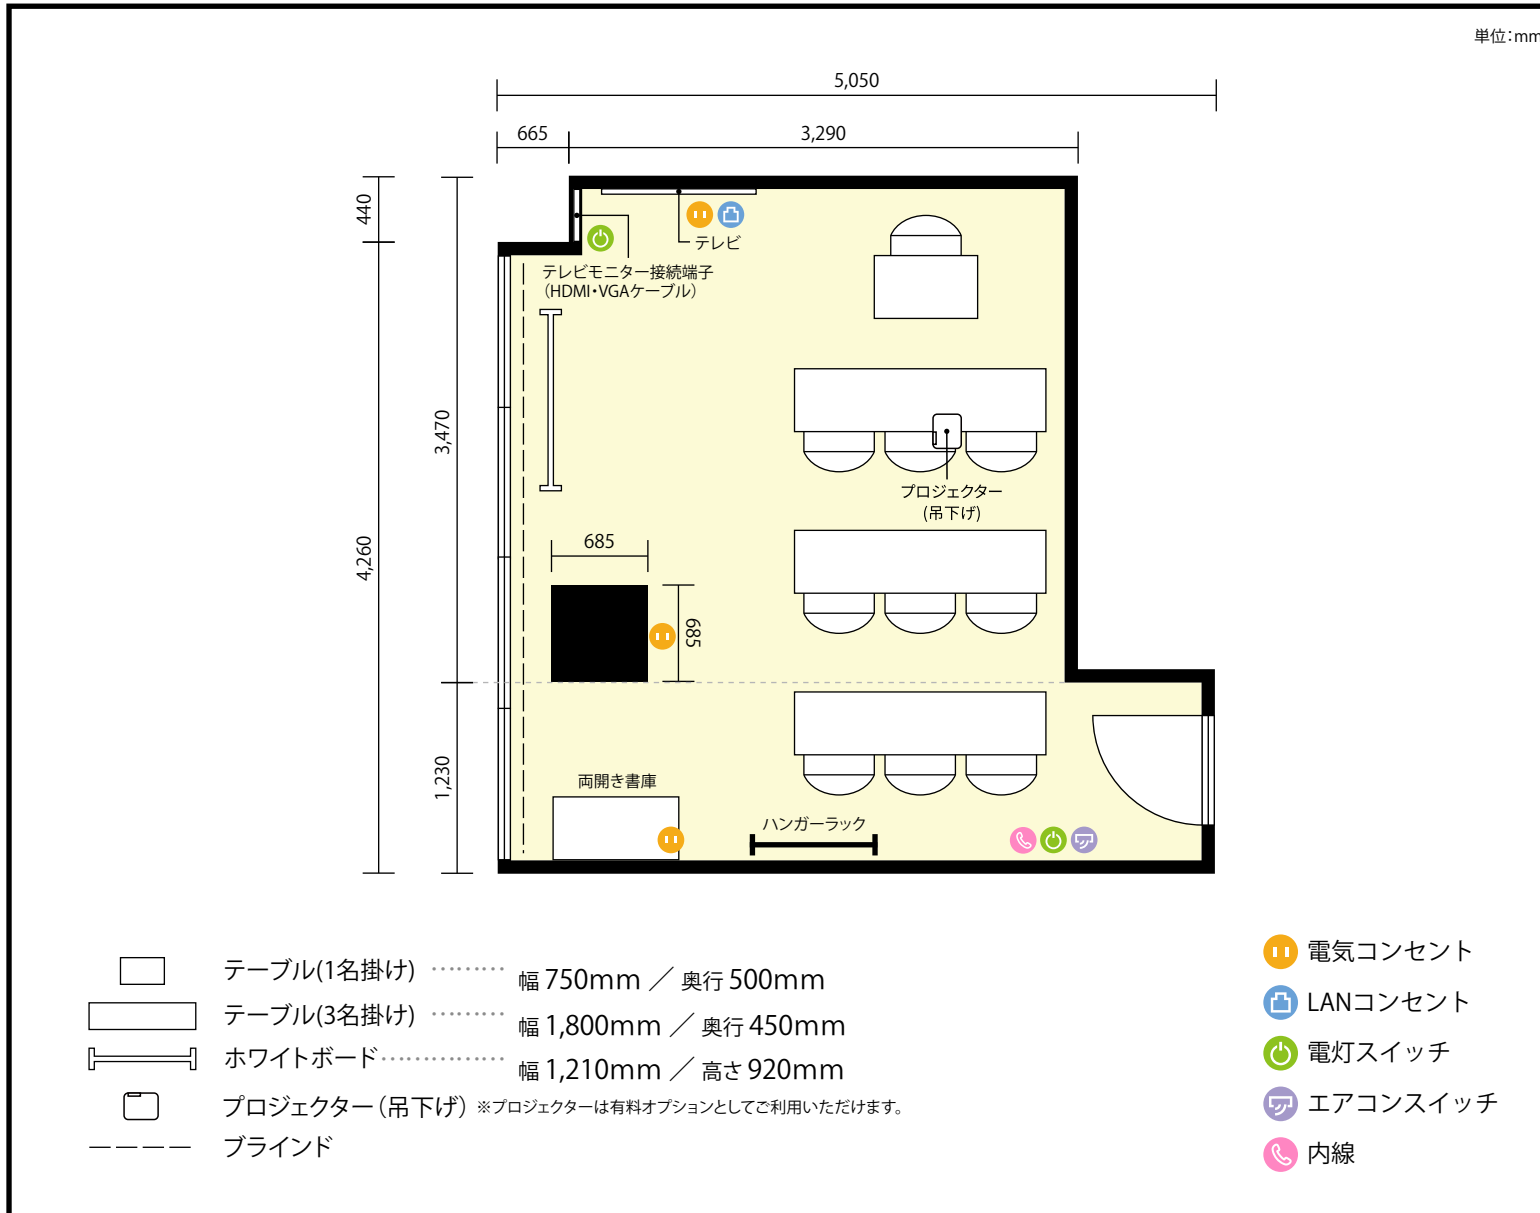 単位：mm
5,050
665
3,290
440
3,470
4,260
1,230
テレビ
テレビモニター接続端子
（HDMI・VGAケーブル）
プロジェクター
(吊下げ)
685
685
両開き書庫
ハンガーラック
テーブル(1名掛け) ········· 幅 750mm ／ 奥行 500mm
テーブル(3名掛け) ········· 幅 1,800mm ／ 奥行 450mm
ホワイトボード ··············· 幅 1,210mm ／ 高さ 920mm
プロジェクター（吊下げ） ※プロジェクターは有料オプションとしてご利用いただけます。
ブラインド
電気コンセント
LANコンセント
電灯スイッチ
エアコンスイッチ
内線